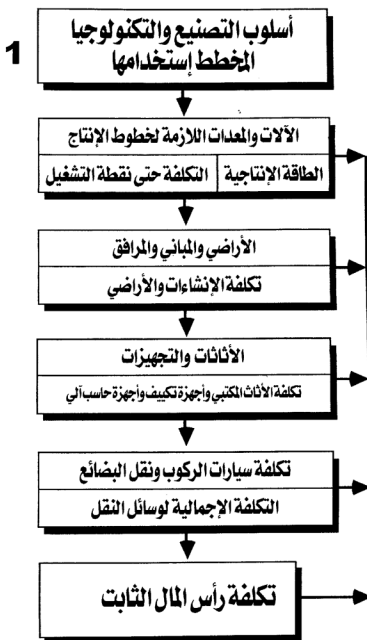 1
أسلوب التصنيع والتكنولوجيا
المخطط إستخدامها
الآلات والمعدات اللازمة لخطوط الإنتاج
الطاقة الإنتاجية
التكلفة حتى نقطة التشغيل
الأراضي والمباني والمرافق
تكلفة الإنشاءات والأراضي
الأثاثات والتجهيزات
تكلفة الأثاث المكتبي وأجهزة تكييف وأجهزة حاسب آلي
تكلفة سيارات الركوب ونقل البضائع
التكلفة الإجمالية لوسائل النقل
تكلفة رأس المال الثابت